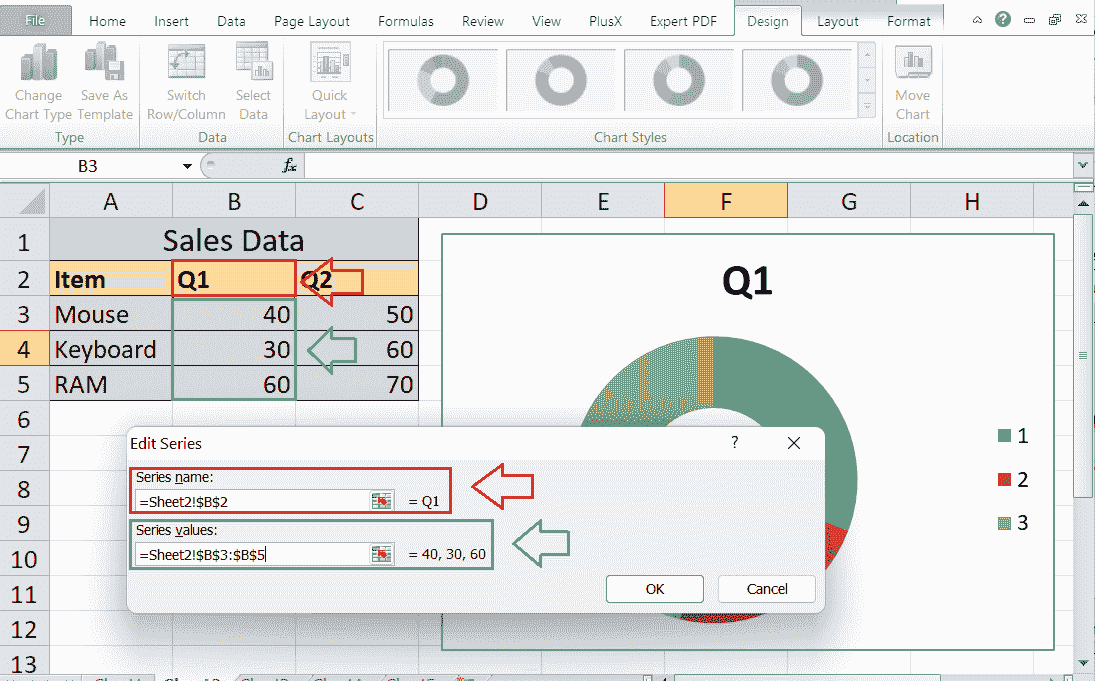 File Home Insert Data Page Layout Formulas Review View PlusX Expert PDF Design Layout Format
Change Chart Type
Save As Template
Switch Row/Column
Select Data
Quick Layout
Move Chart
Type Data Chart Layouts Chart Styles Location
B3 fx
A B C D E F G H
1 Sales Data
2 Item Q1 Q2
3 Mouse 40 50
4 Keyboard 30 60
5 RAM 60 70
6
7
8
9
10
11
12
13
Q1
1
2
3
Edit Series ?
Series name:
=Sheet2!$B$2 = Q1
Series values:
=Sheet2!$B$3:$B$5 = 40, 30, 60
OK Cancel